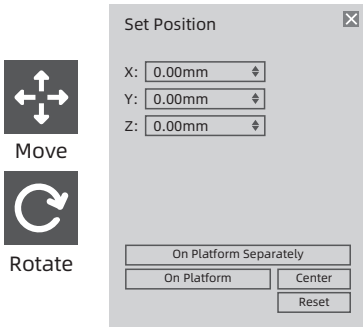 Set Position
X: 0.00mm
Y: 0.00mm
Z: 0.00mm
Move
Rotate
On Platform Separately
On Platform Center
Reset